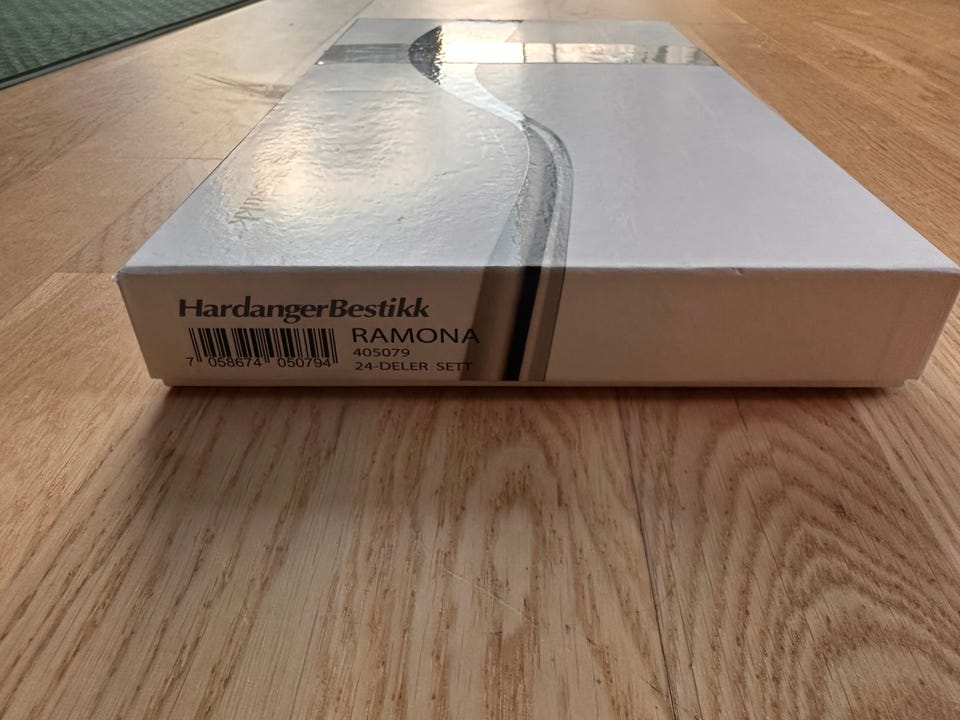 HardangerBestikk
RAMONA
405079
7 058674 050794
24-DELER SETT